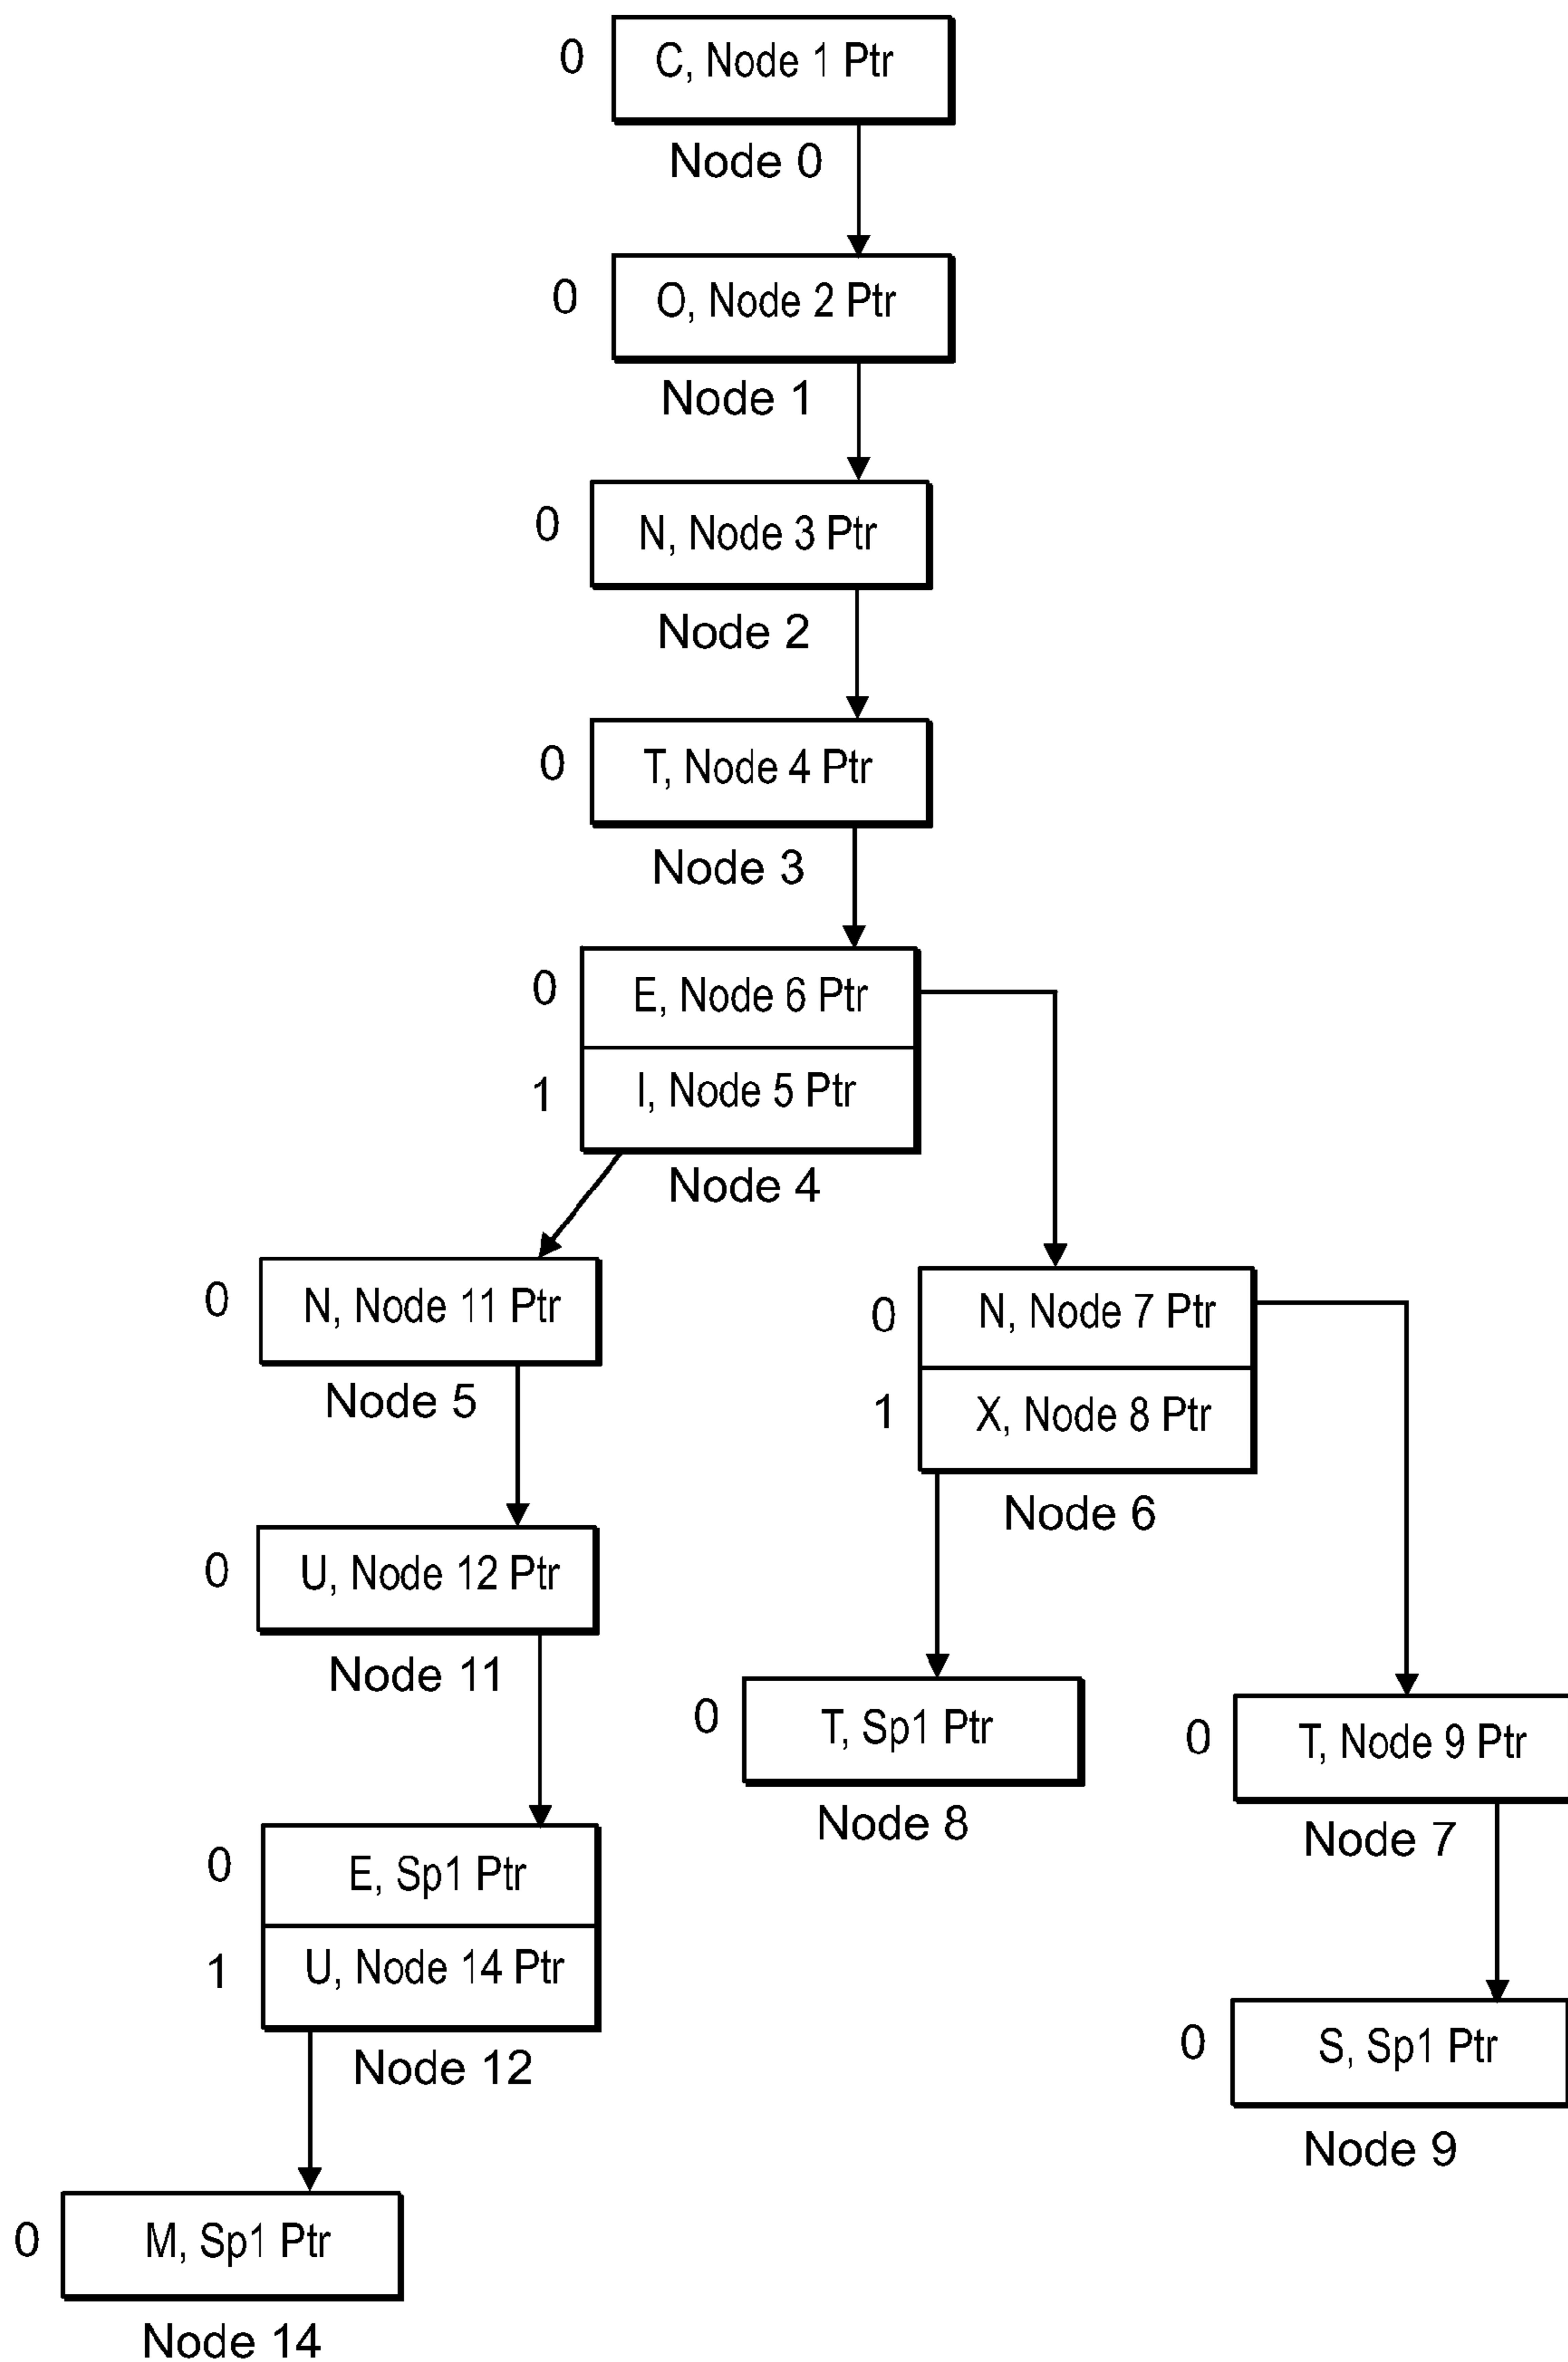 0 C, Node 1 Ptr
Node 0
0 O, Node 2 Ptr
Node 1
0 N, Node 3 Ptr
Node 2
0 T, Node 4 Ptr
Node 3
0 E, Node 6 Ptr
1 I, Node 5 Ptr
Node 4
0 N, Node 11 Ptr
Node 5
0 N, Node 7 Ptr
1 X, Node 8 Ptr
Node 6
0 U, Node 12 Ptr
Node 11
0 T, Sp1 Ptr
Node 8
0 T, Node 9 Ptr
Node 7
0 E, Sp1 Ptr
1 U, Node 14 Ptr
Node 12
0 S, Sp1 Ptr
Node 9
0 M, Sp1 Ptr
Node 14